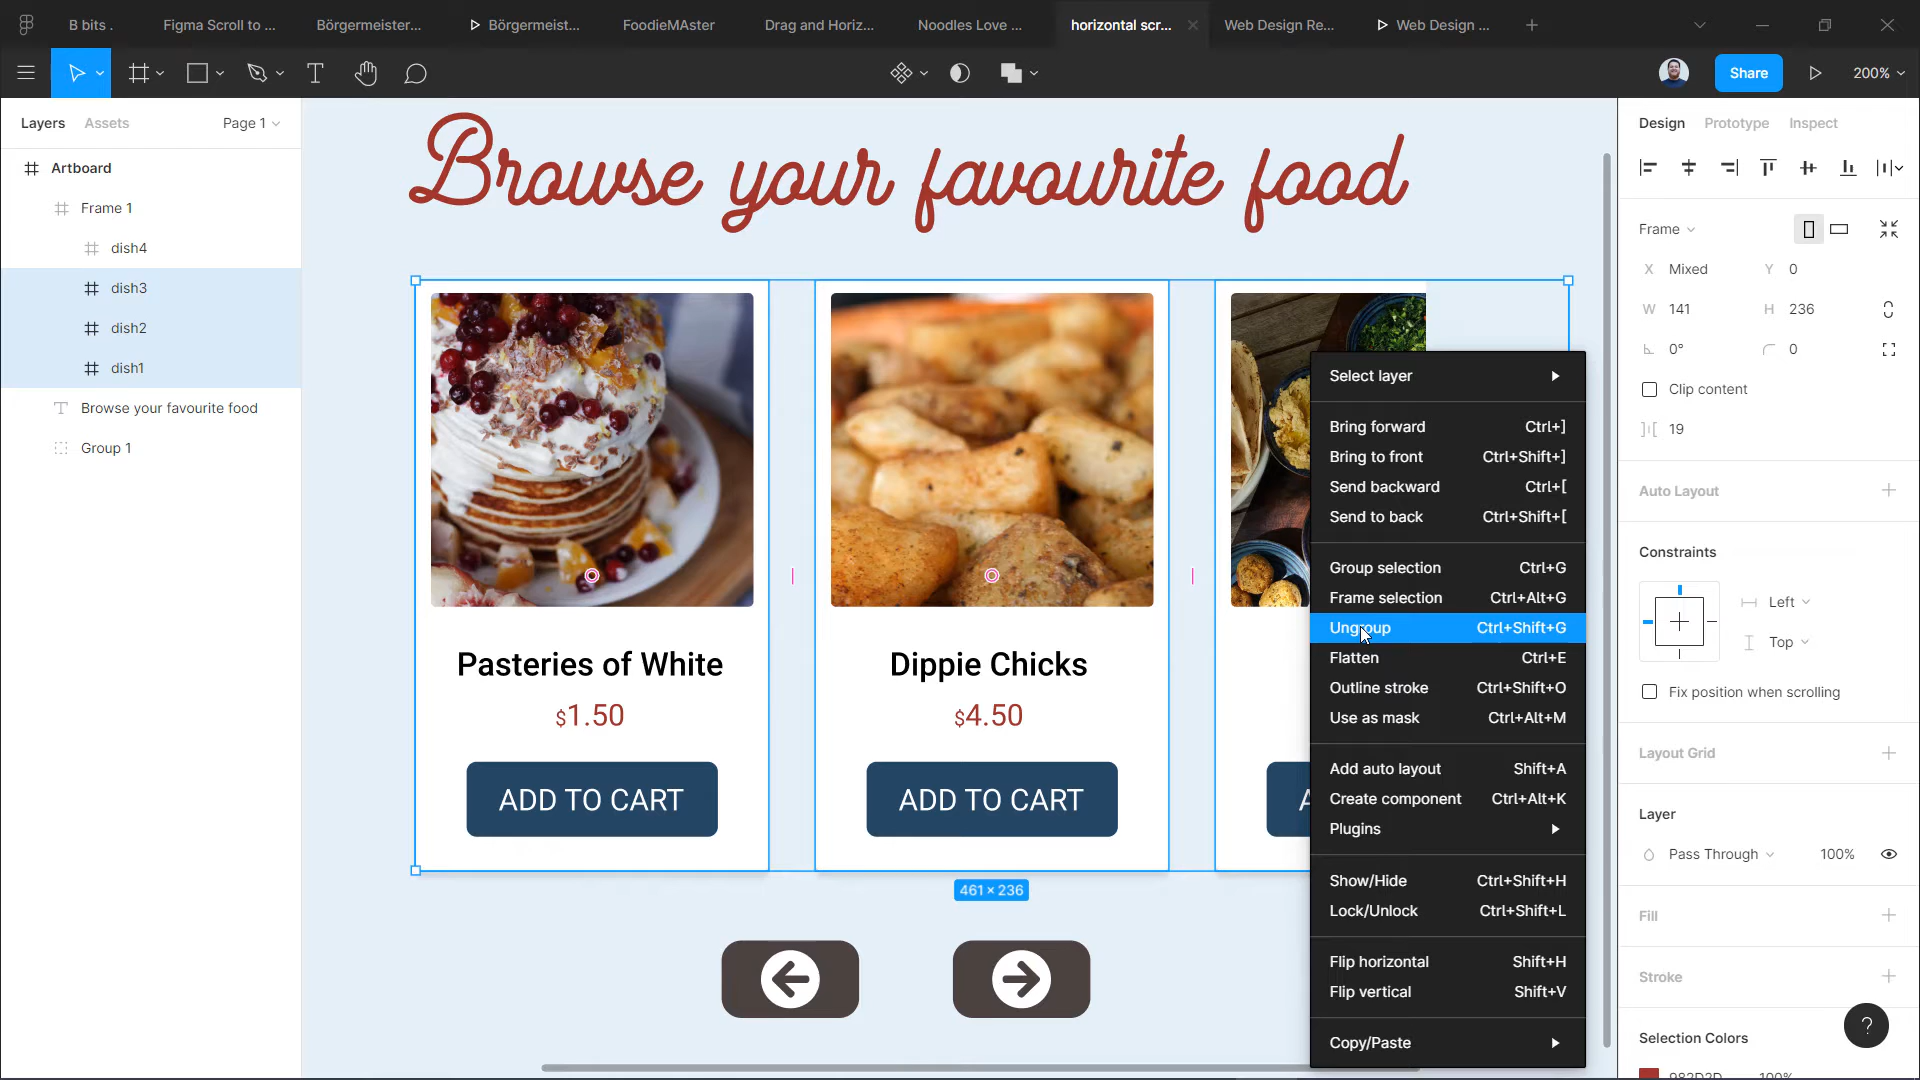 B bits .
Figma Scroll to ...
Börgermeister...
Börgermeist...
FoodieMAster
Drag and Horiz...
Noodles Love ...
horizontal scr...
Web Design Re...
Web Design ...
Share
200%
Layers
Assets
Page 1
Artboard
Frame 1
dish4
dish3
dish2
dish1
Browse your favourite food
Group 1
Browse your favourite food
Pasteries of White
$1.50
ADD TO CART
Dippie Chicks
$4.50
ADD TO CART
461 × 236
Select layer
Bring forward Ctrl+]
Bring to front Ctrl+Shift+]
Send backward Ctrl+[
Send to back Ctrl+Shift+[
Group selection Ctrl+G
Frame selection Ctrl+Alt+G
Ungroup Ctrl+Shift+G
Flatten Ctrl+E
Outline stroke Ctrl+Shift+O
Use as mask Ctrl+Alt+M
Add auto layout Shift+A
Create component Ctrl+Alt+K
Plugins
Show/Hide Ctrl+Shift+H
Lock/Unlock Ctrl+Shift+L
Flip horizontal Shift+H
Flip vertical Shift+V
Copy/Paste
Design Prototype Inspect
Frame
X Mixed Y 0
W 141 H 236
0° 0
Clip content
19
Auto Layout
Constraints
Left
Top
Fix position when scrolling
Layout Grid
Layer
Pass Through 100%
Fill
Stroke
?
Selection Colors